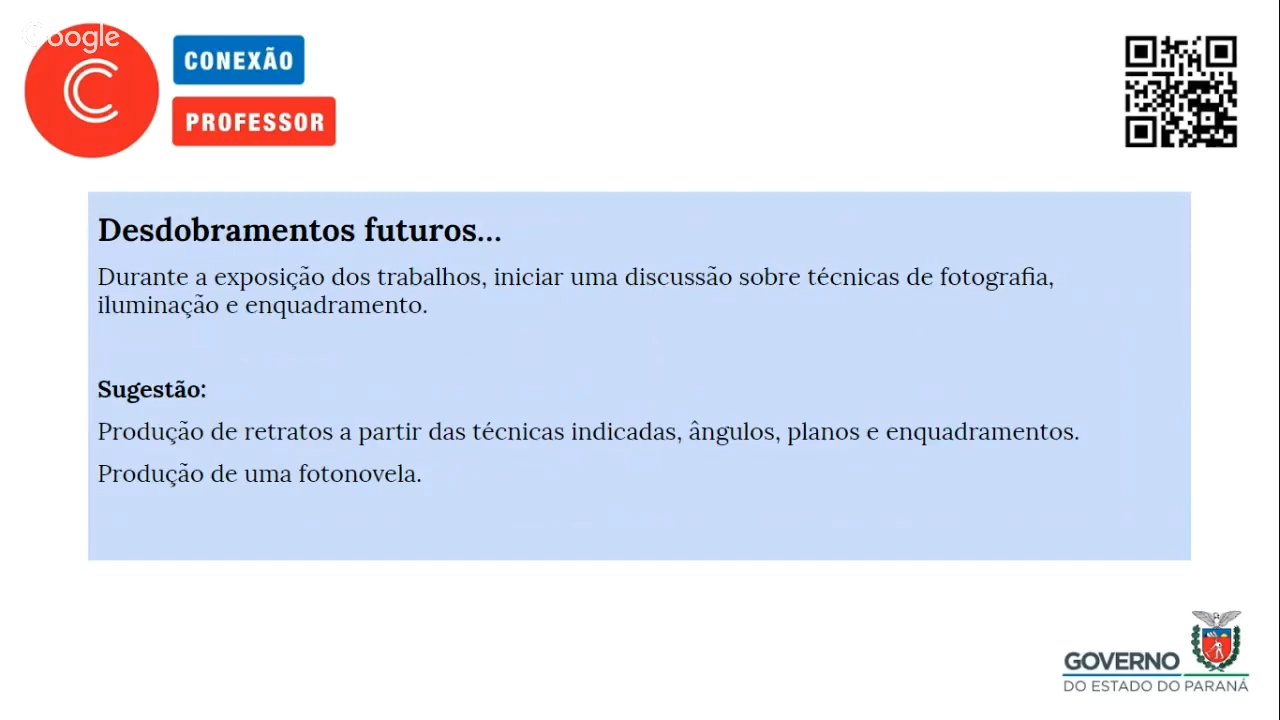 Google
CONEXÃO
PROFESSOR
Desdobramentos futuros...
Durante a exposição dos trabalhos, iniciar uma discussão sobre técnicas de fotografia,
iluminação e enquadramento.
Sugestão:
Produção de retratos a partir das técnicas indicadas, ângulos, planos e enquadramentos.
Produção de uma fotonovela.
GOVERNO
DO ESTADO DO PARANÁ